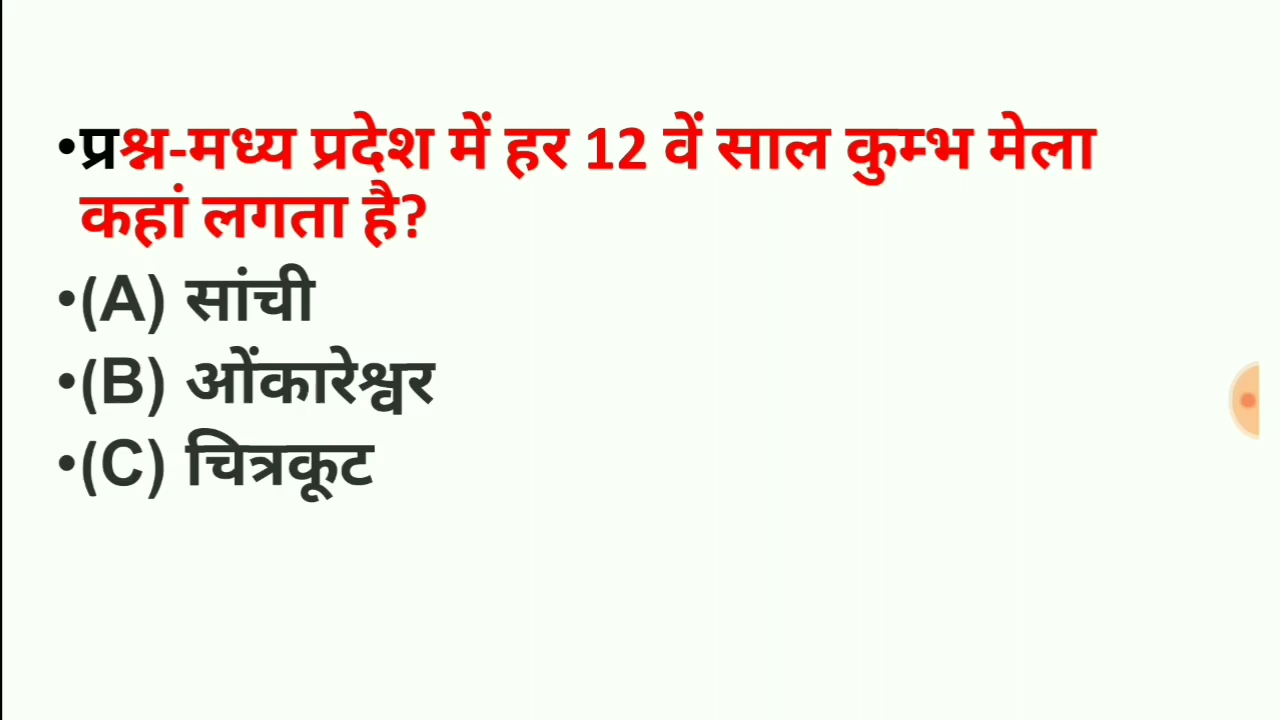 •प्रश्न-मध्य प्रदेश में हर 12 वें साल कुम्भ मेला
कहां लगता है?
•(A) सांची
•(B) ओंकारेश्वर
•(C) चित्रकूट